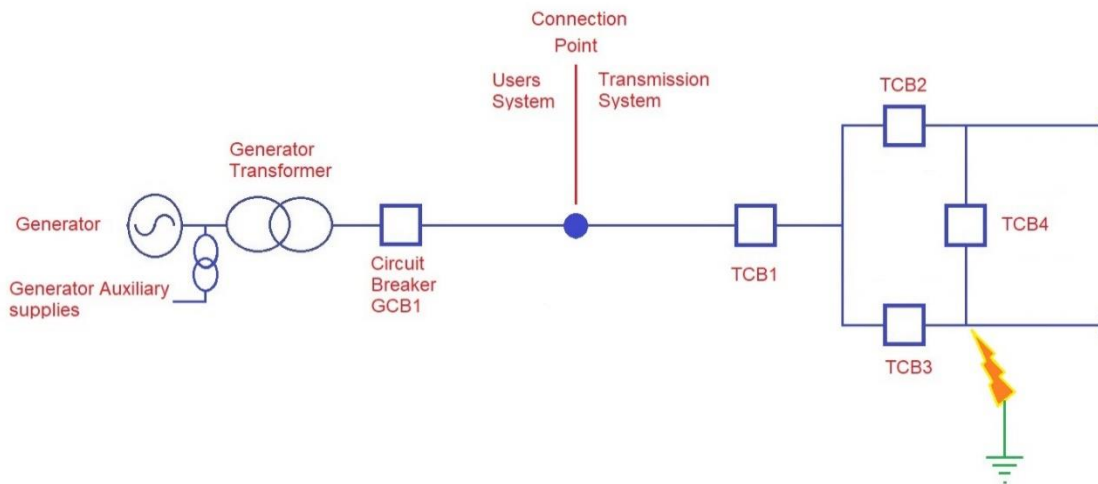 Connection
Point
Users
System
Transmission
System
TCB2
Generator
Transformer
Generator
TCB4
Circuit
Breaker
GCB1
TCB1
Generator Auxiliary
supplies
TCB3